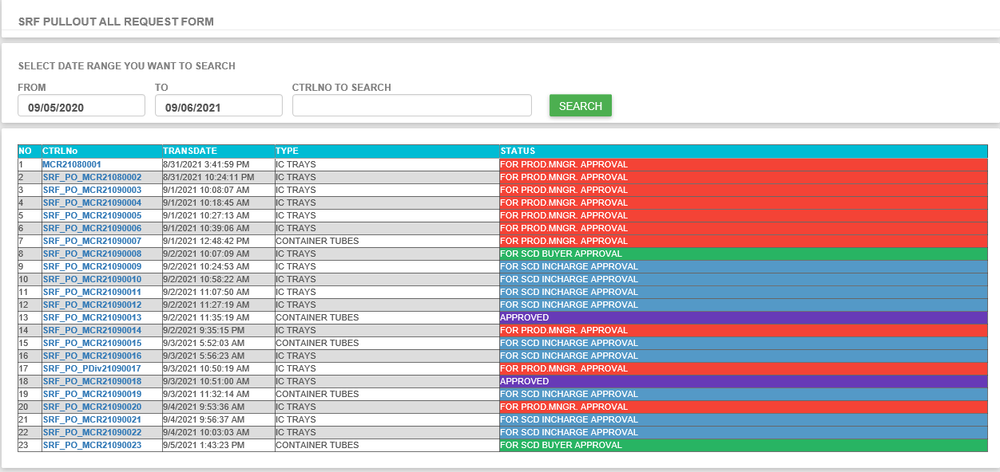 SRF PULLOUT ALL REQUEST FORM
SELECT DATE RANGE YOU WANT TO SEARCH
FROM TO CTRLNO TO SEARCH
09/05/2020 09/06/2021 SEARCH
NO CTRLNo TRANSDATE TYPE STATUS
1 MCR21080001 8/31/2021 3:41:59 PM IC TRAYS FOR PROD.MNGR. APPROVAL
2 SRF_PO_MCR21080002 8/31/2021 10:24:11 PM IC TRAYS FOR PROD.MNGR. APPROVAL
3 SRF_PO_MCR21090003 9/1/2021 10:08:07 AM IC TRAYS FOR PROD.MNGR. APPROVAL
4 SRF_PO_MCR21090004 9/1/2021 10:18:45 AM IC TRAYS FOR PROD.MNGR. APPROVAL
5 SRF_PO_MCR21090005 9/1/2021 10:27:13 AM IC TRAYS FOR PROD.MNGR. APPROVAL
6 SRF_PO_MCR21090006 9/1/2021 10:39:06 AM IC TRAYS FOR PROD.MNGR. APPROVAL
7 SRF_PO_MCR21090007 9/1/2021 12:48:42 PM CONTAINER TUBES FOR PROD.MNGR. APPROVAL
8 SRF_PO_MCR21090008 9/2/2021 10:07:09 AM IC TRAYS FOR SCD BUYER APPROVAL
9 SRF_PO_MCR21090009 9/2/2021 10:24:53 AM IC TRAYS FOR SCD INCHARGE APPROVAL
10 SRF_PO_MCR21090010 9/2/2021 10:58:22 AM IC TRAYS FOR SCD INCHARGE APPROVAL
11 SRF_PO_MCR21090011 9/2/2021 11:07:50 AM IC TRAYS FOR SCD INCHARGE APPROVAL
12 SRF_PO_MCR21090012 9/2/2021 11:27:19 AM IC TRAYS FOR SCD INCHARGE APPROVAL
13 SRF_PO_MCR21090013 9/2/2021 11:35:19 AM CONTAINER TUBES APPROVED
14 SRF_PO_MCR21090014 9/2/2021 9:35:15 PM IC TRAYS FOR PROD.MNGR. APPROVAL
15 SRF_PO_MCR21090015 9/3/2021 5:52:03 AM CONTAINER TUBES FOR SCD INCHARGE APPROVAL
16 SRF_PO_MCR21090016 9/3/2021 5:56:23 AM IC TRAYS FOR SCD INCHARGE APPROVAL
17 SRF_PO_PDiv21090017 9/3/2021 10:50:19 AM IC TRAYS FOR PROD.MNGR. APPROVAL
18 SRF_PO_MCR21090018 9/3/2021 10:51:00 AM IC TRAYS APPROVED
19 SRF_PO_MCR21090019 9/3/2021 11:32:14 AM CONTAINER TUBES FOR SCD INCHARGE APPROVAL
20 SRF_PO_MCR21090020 9/4/2021 9:53:36 AM IC TRAYS FOR PROD.MNGR. APPROVAL
21 SRF_PO_MCR21090021 9/4/2021 9:56:37 AM IC TRAYS FOR SCD INCHARGE APPROVAL
22 SRF_PO_MCR21090022 9/4/2021 10:03:03 AM IC TRAYS FOR SCD INCHARGE APPROVAL
23 SRF_PO_MCR21090023 9/5/2021 1:43:23 PM CONTAINER TUBES FOR SCD BUYER APPROVAL